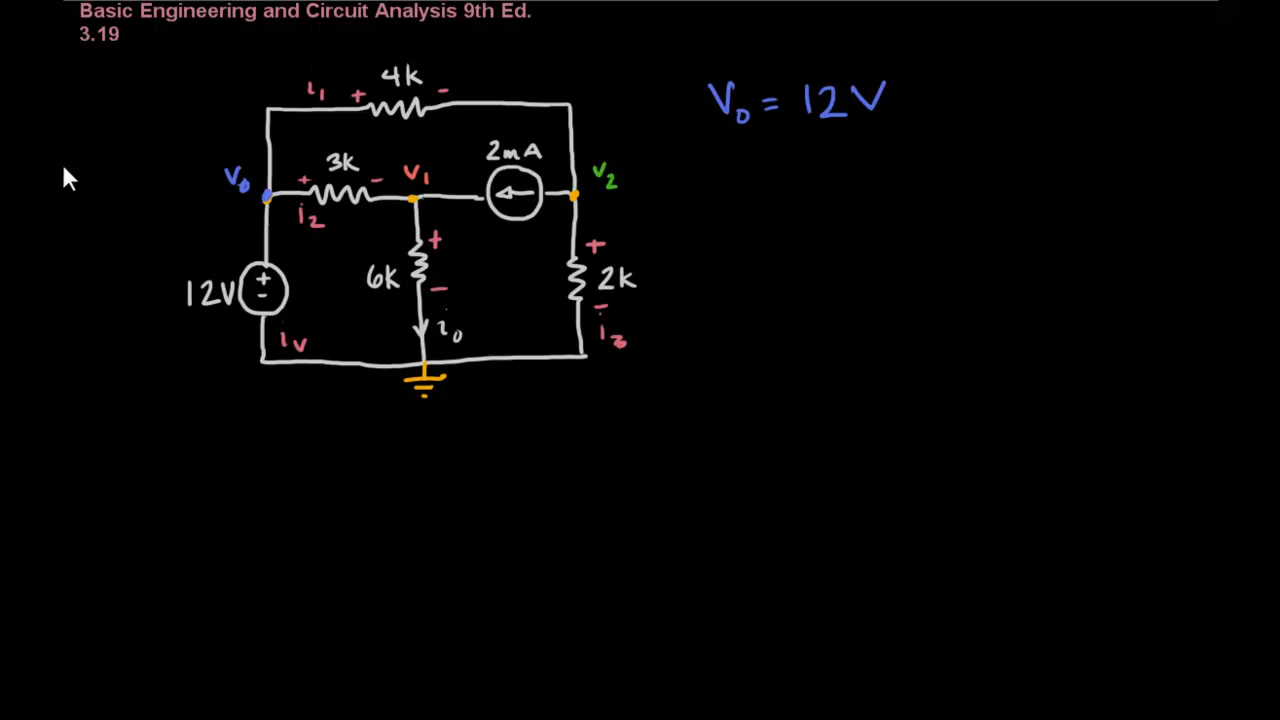 Basic Engineering and Circuit Analysis 9th Ed.
3.19
4k
i1 + -
V0 = 12V
3k
2mA
V0
+ -
V1
V2
i2
+
+
6k
2k
12V
+
-
-
-
iv
i0
i3